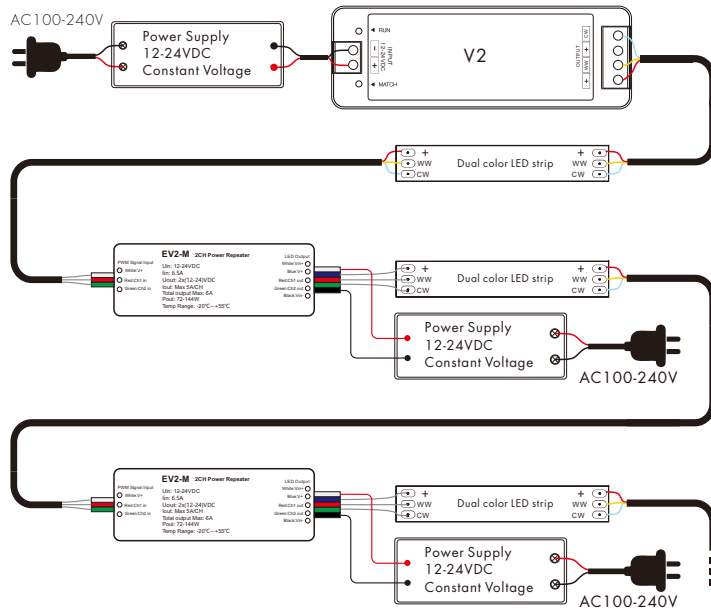 AC100-240V
Power Supply
12-24VDC
Constant Voltage
RUN
MATCH
INPUT
12-24VDC
−
+
V2
OUTPUT
CW
+
WW
+
+
WW
CW
Dual color LED strip
+
WW
CW
PWM Signal Input
White:V+
Red:Ch1 in
Green:Ch2 in
EV2-M 2CH Power Repeater
Uin: 12-24VDC
Iin: 6.5A
Uout: 2x(12-24)VDC
Iout: Max 5A/CH
Total output Max: 6A
Pout: 72-144W
Temp Range: -20℃~ +55℃
LED Output
White:Vin+
Blue:V+
Red:Ch1 out
Green:Ch2 out
Black:Vin-
+
WW
CW
Dual color LED strip
+
WW
CW
Power Supply
12-24VDC
Constant Voltage
AC100-240V
PWM Signal Input
White:V+
Red:Ch1 in
Green:Ch2 in
EV2-M 2CH Power Repeater
Uin: 12-24VDC
Iin: 6.5A
Uout: 2x(12-24)VDC
Iout: Max 5A/CH
Total output Max: 6A
Pout: 72-144W
Temp Range: -20℃~ +55℃
LED Output
White:Vin+
Blue:V+
Red:Ch1 out
Green:Ch2 out
Black:Vin-
+
WW
CW
Dual color LED strip
+
WW
CW
Power Supply
12-24VDC
Constant Voltage
AC100-240V